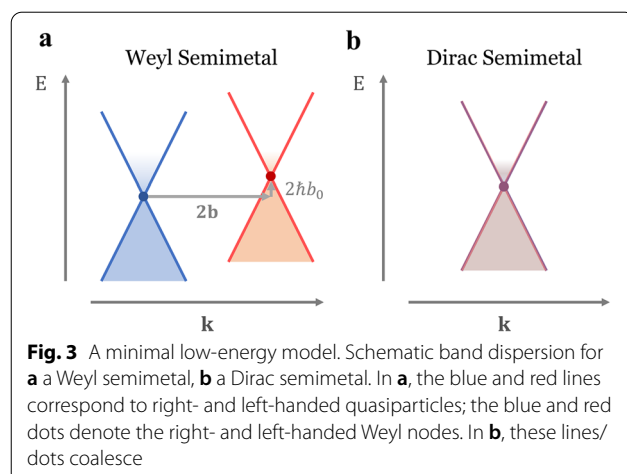 a
Weyl Semimetal
E
2b
2ħb₀
k
b
Dirac Semimetal
E
k
Fig. 3 A minimal low-energy model. Schematic band dispersion for
a a Weyl semimetal, b a Dirac semimetal. In a, the blue and red lines
correspond to right- and left-handed quasiparticles; the blue and red
dots denote the right- and left-handed Weyl nodes. In b, these lines/
dots coalesce